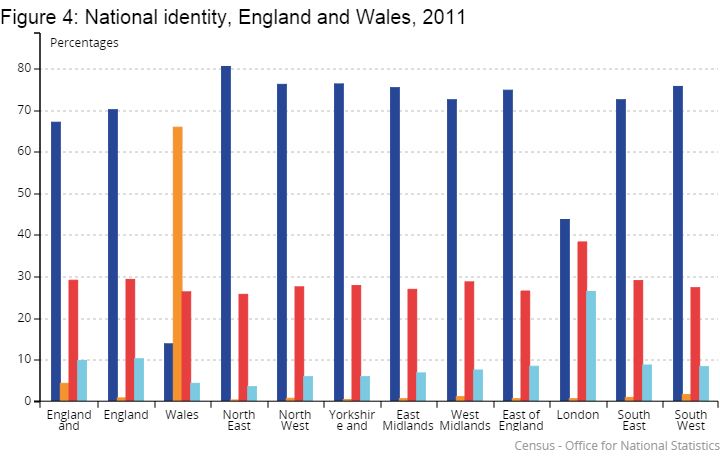 Figure 4: National identity, England and Wales, 2011
Percentages
80
70
60
50
40
30
20
10
0
England
and
England
Wales
North
East
North
West
Yorkshir
e and
East
Midlands
West
Midlands
East of
England
London
South
East
South
West
Census - Office for National Statistics